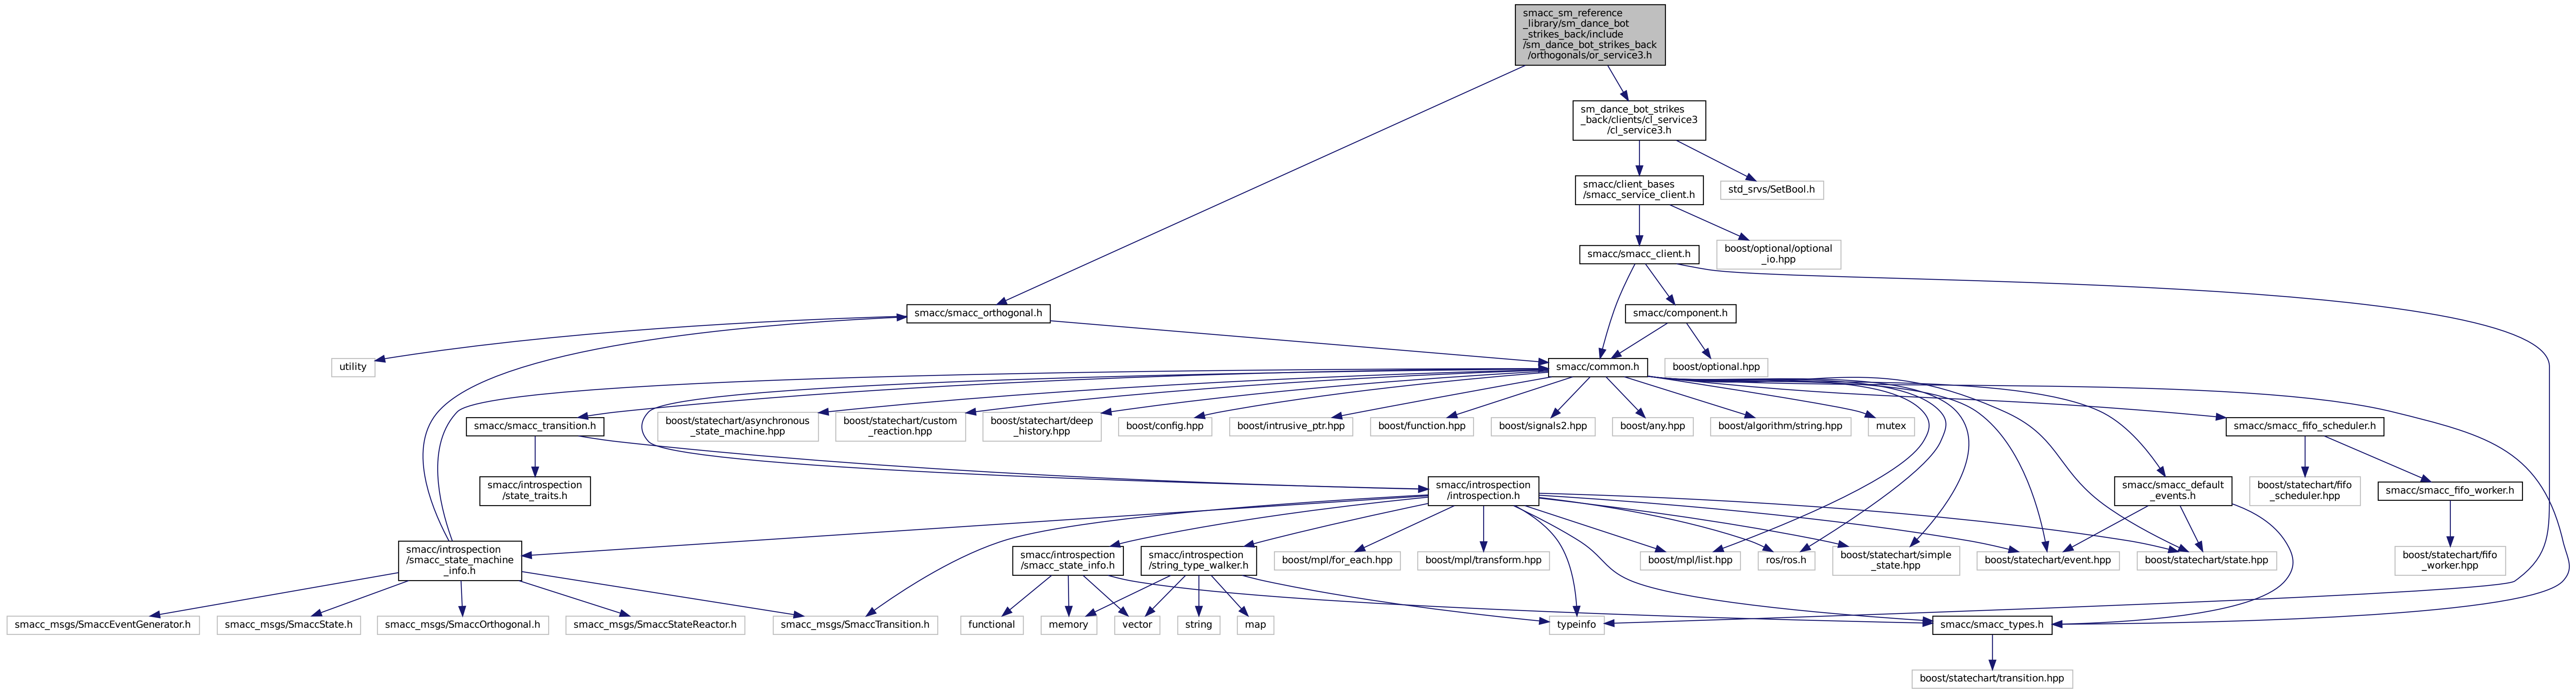 smacc_sm_reference
_library/sm_dance_bot
_strikes_back/include
/sm_dance_bot_strikes_back
/orthogonals/or_service3.h
sm_dance_bot_strikes
_back/clients/cl_service3
/cl_service3.h
smacc/client_bases
/smacc_service_client.h
std_srvs/SetBool.h
smacc/smacc_client.h
boost/optional/optional
_io.hpp
smacc/smacc_orthogonal.h
smacc/component.h
utility
smacc/common.h
boost/optional.hpp
smacc/smacc_transition.h
boost/statechart/asynchronous
_state_machine.hpp
boost/statechart/custom
_reaction.hpp
boost/statechart/deep
_history.hpp
boost/config.hpp
boost/intrusive_ptr.hpp
boost/function.hpp
boost/signals2.hpp
boost/any.hpp
boost/algorithm/string.hpp
mutex
smacc/smacc_fifo_scheduler.h
smacc/introspection
/state_traits.h
smacc/introspection
/introspection.h
smacc/smacc_default
_events.h
boost/statechart/fifo
_scheduler.hpp
smacc/smacc_fifo_worker.h
smacc/introspection
/smacc_state_machine
_info.h
smacc/introspection
/smacc_state_info.h
smacc/introspection
/string_type_walker.h
boost/mpl/for_each.hpp
boost/mpl/transform.hpp
boost/mpl/list.hpp
ros/ros.h
boost/statechart/simple
_state.hpp
boost/statechart/event.hpp
boost/statechart/state.hpp
boost/statechart/fifo
_worker.hpp
smacc_msgs/SmaccEventGenerator.h
smacc_msgs/SmaccState.h
smacc_msgs/SmaccOrthogonal.h
smacc_msgs/SmaccStateReactor.h
smacc_msgs/SmaccTransition.h
functional
memory
vector
string
map
typeinfo
smacc/smacc_types.h
boost/statechart/transition.hpp